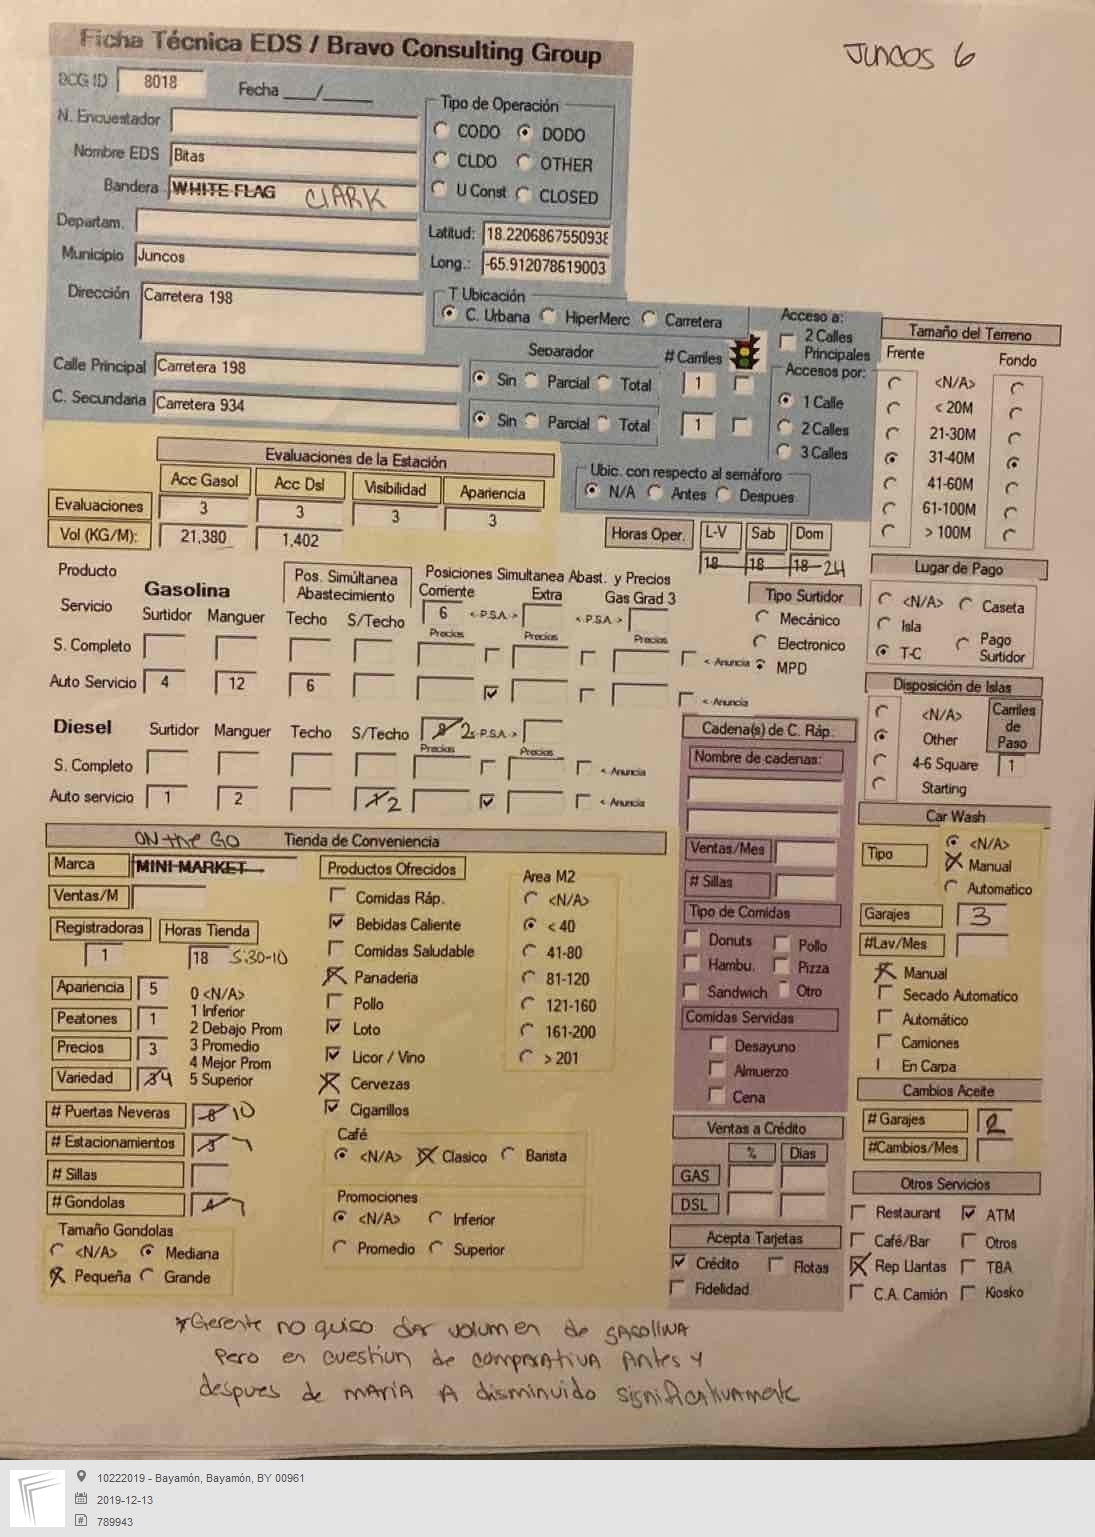 Ficha Técnica EDS / Bravo Consulting Group
Juncos 6
BCG ID 8018 Fecha ___/_____
N. Encuestador
Nombre EDS Bitas
Bandera WHITE FLAG CLARK
Departam.
Municipio Juncos
Dirección Carretera 198
Calle Principal Carretera 198
C. Secundaria Carretera 934
Tipo de Operación
CODO DODO
CLDO OTHER
U Const CLOSED
Latitud: 18.2206867550938
Long.: -65.912078619003
T Ubicación
C. Urbana HiperMerc Carretera
Separador # Carriles
Sin Parcial Total 1
Sin Parcial Total 1
Acceso a:
2 Calles
Principales
Accesos por:
1 Calle
2 Calles
3 Calles
Ubic. con respecto al semáforo
N/A Antes Despues
Tamaño del Terreno
Frente Fondo
<N/A>
< 20M
21-30M
31-40M
41-60M
61-100M
> 100M
Evaluaciones de la Estación
Acc Gasol Acc Dsl Visibilidad Apariencia
Evaluaciones 3 3 3 3
Vol (KG/M): 21,380 1,402
Horas Oper. L-V Sab Dom
18 18 18 24
Producto Gasolina
Servicio Surtidor Manguer
Pos. Simúltanea
Abastecimiento
Techo S/Techo
Posiciones Simultanea Abast. y Precios
Corriente Extra Gas Grad 3
6 <-P.S.A.-> <-P.S.A.->
Precios Precios Precios
S. Completo < Anuncia
Auto Servicio 4 12 6 < Anuncia
Tipo Surtidor
Mecánico
Electronico
MPD
Lugar de Pago
<N/A> Caseta
Isla
T-C Pago
Surtidor
Disposición de Islas
<N/A>
Other
4-6 Square
Starting
Carriles
de
Paso
1
Diesel Surtidor Manguer Techo S/Techo 8 2 <-P.S.A.->
Precios Precios
S. Completo < Anuncia
Auto servicio 1 2 2 < Anuncia
Cadena(s) de C. Ráp.
Nombre de cadenas:
Ventas/Mes
# Sillas
Tipo de Comidas
Donuts Pollo
Hambu. Pizza
Sandwich Otro
Comidas Servidas
Desayuno
Almuerzo
Cena
Ventas a Crédito
% Dias
GAS
DSL
Acepta Tarjetas
Crédito Flotas
Fidelidad
Car Wash
Tipo <N/A>
Manual
Automatico
Garajes 3
#Lav/Mes
Manual
Secado Automatico
Automático
Camiones
En Carpa
Cambios Aceite
# Garajes 2
#Cambios/Mes
Otros Servicios
Restaurant ATM
Café/Bar Otros
Rep Llantas TBA
C.A. Camión Kiosko
ON the GO Tienda de Conveniencia
Marca MINI-MARKET
Ventas/M
Registradoras Horas Tienda
1 18 5:30-10
Apariencia 5
Peatones 1
Precios 3
Variedad 3 4
0 <N/A>
1 Inferior
2 Debajo Prom
3 Promedio
4 Mejor Prom
5 Superior
# Puertas Neveras 8 10
# Estacionamientos 3 7
# Sillas
# Gondolas 4 7
Tamaño Gondolas
<N/A> Mediana
Pequeña Grande
Productos Ofrecidos
Comidas Ráp.
Bebidas Caliente
Comidas Saludable
Panaderia
Pollo
Loto
Licor / Vino
Cervezas
Cigarrillos
Area M2
<N/A>
< 40
41-80
81-120
121-160
161-200
> 201
Café
<N/A> Clasico Barista
Promociones
<N/A> Inferior
Promedio Superior
*Gerente no quiso dar volumen de gasolina
Pero en cuestiun de comparativa Antes y
despues de maria A disminuido significativamente
10222019 - Bayamón, Bayamón, BY 00961
2019-12-13
789943